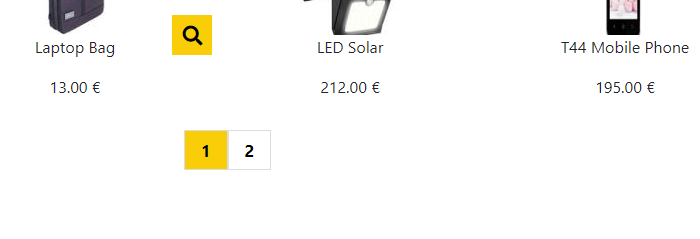 Laptop Bag
LED Solar
T44 Mobile Phone
13.00 €
212.00 €
195.00 €
1 2